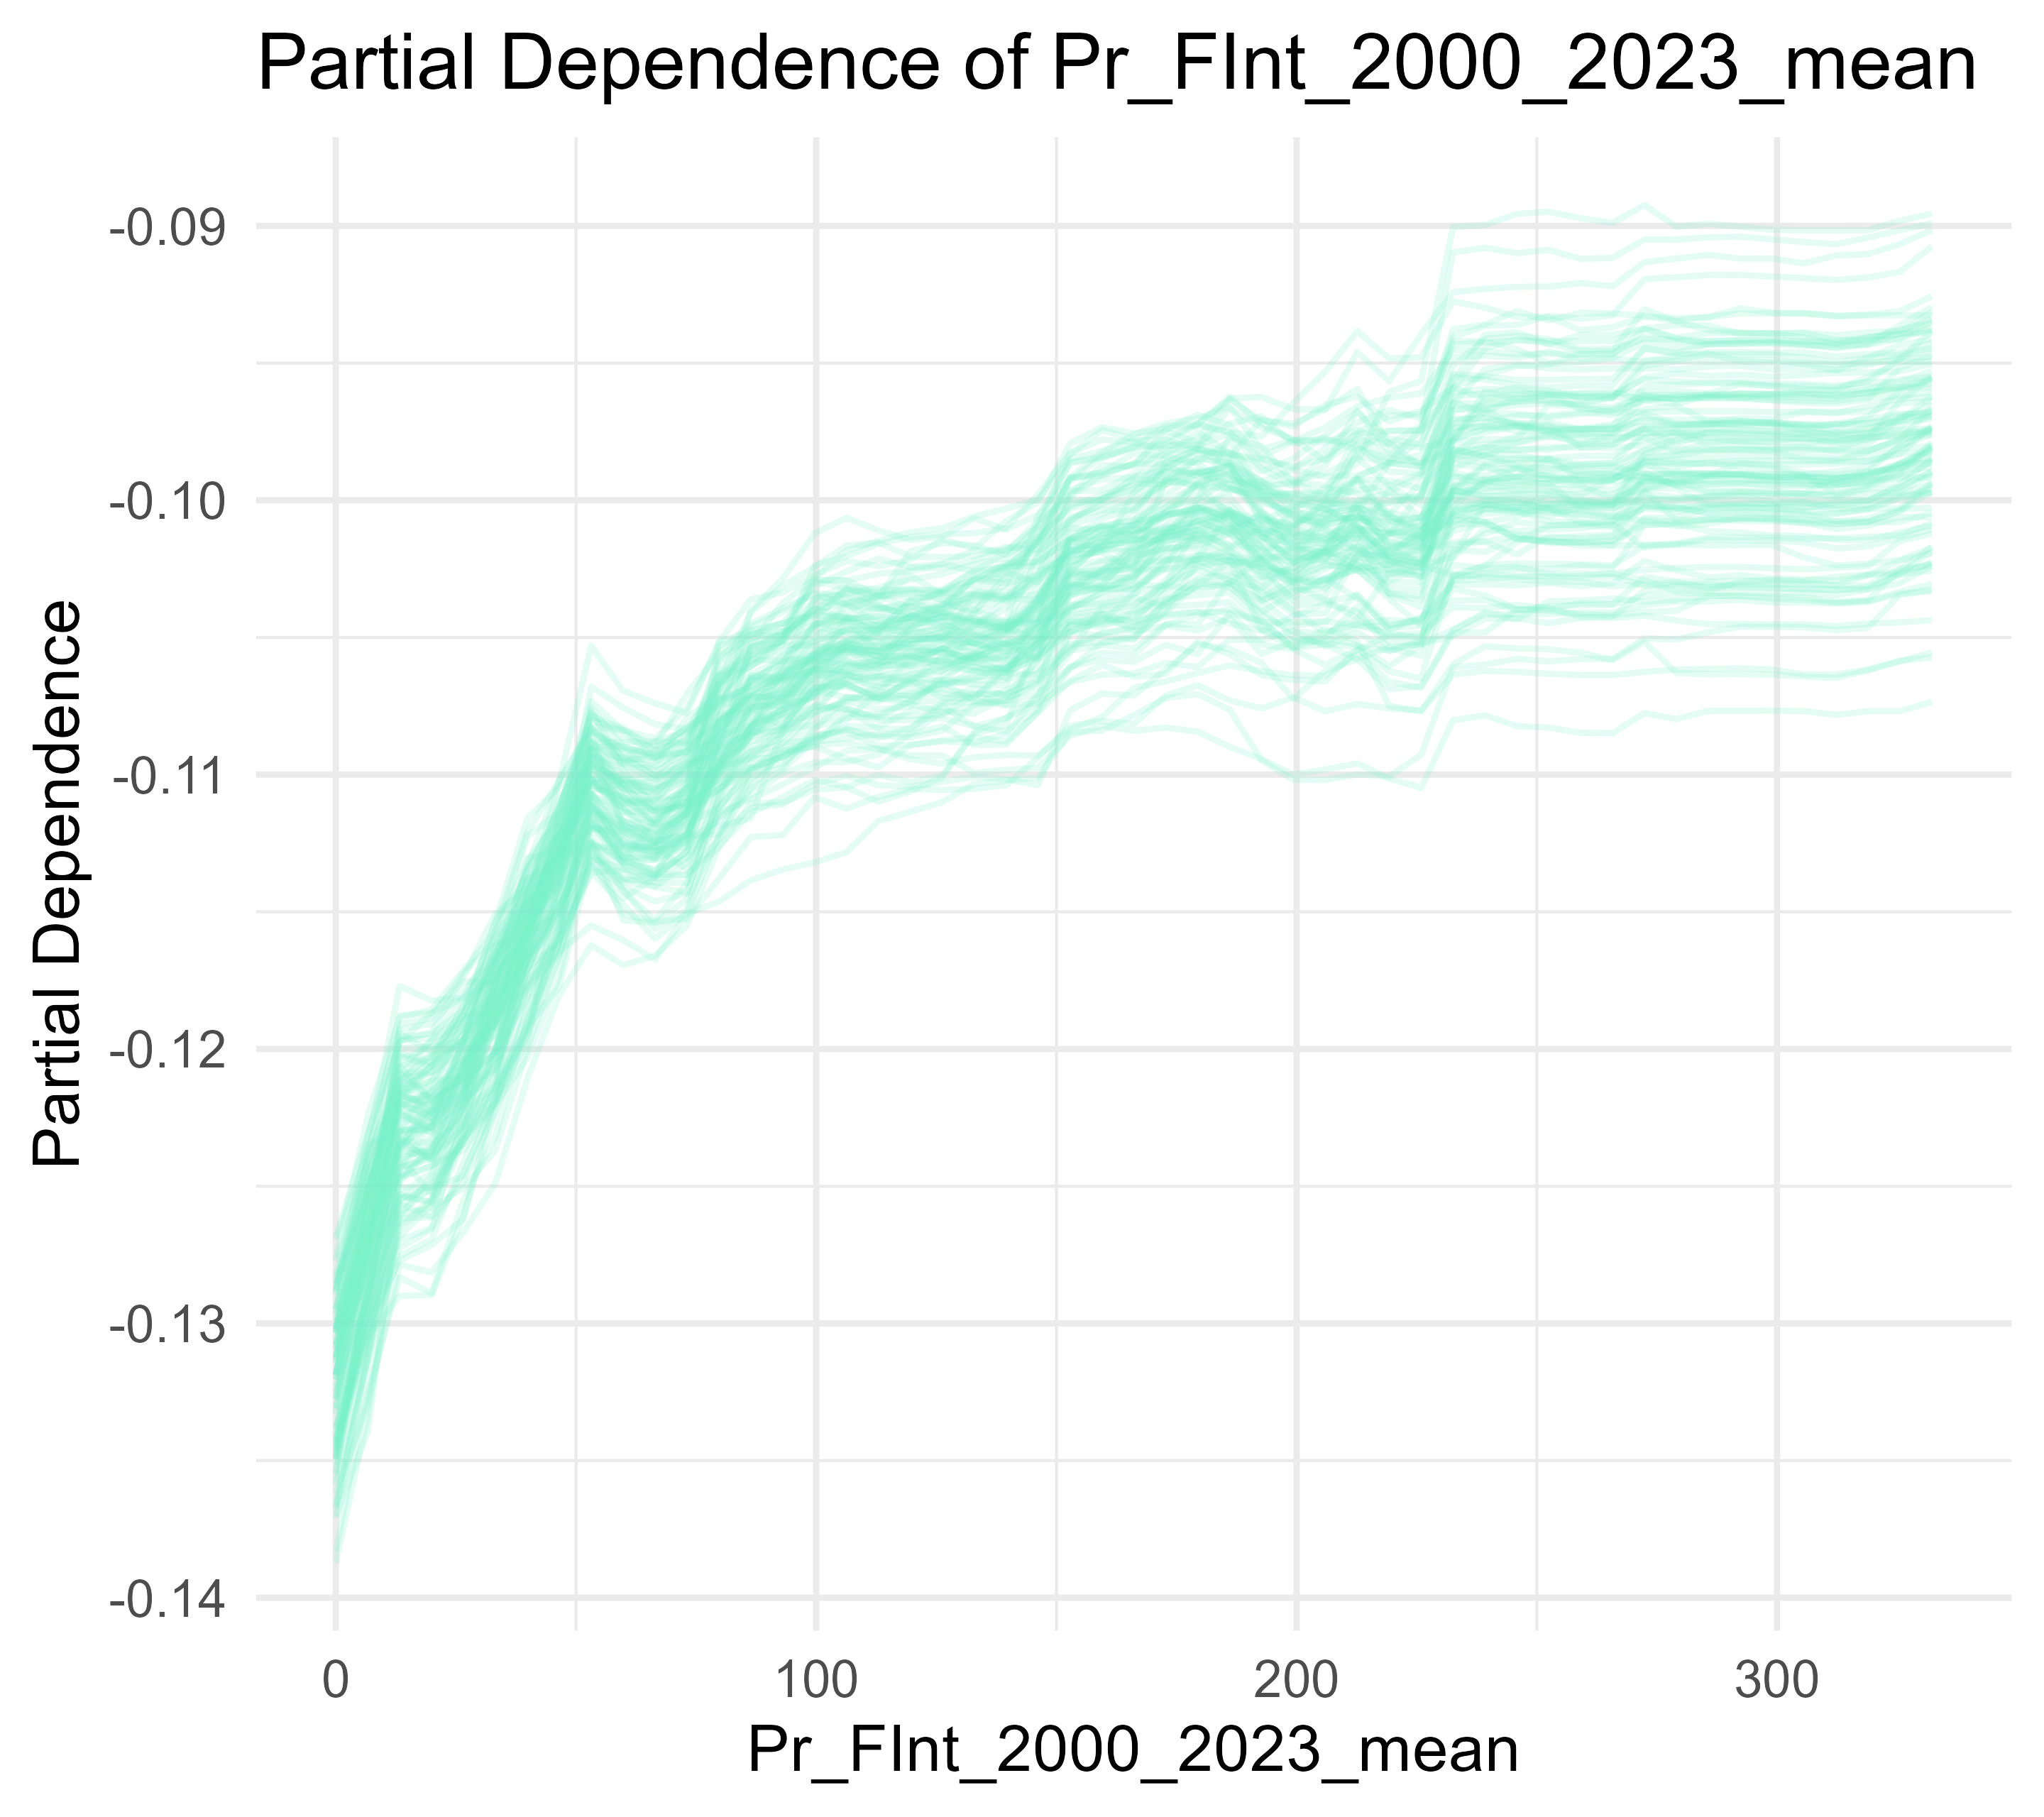 Partial Dependence of Pr_FInt_2000_2023_mean
Partial Dependence
-0.09
-0.10
-0.11
-0.12
-0.13
-0.14
0 100 200 300
Pr_FInt_2000_2023_mean